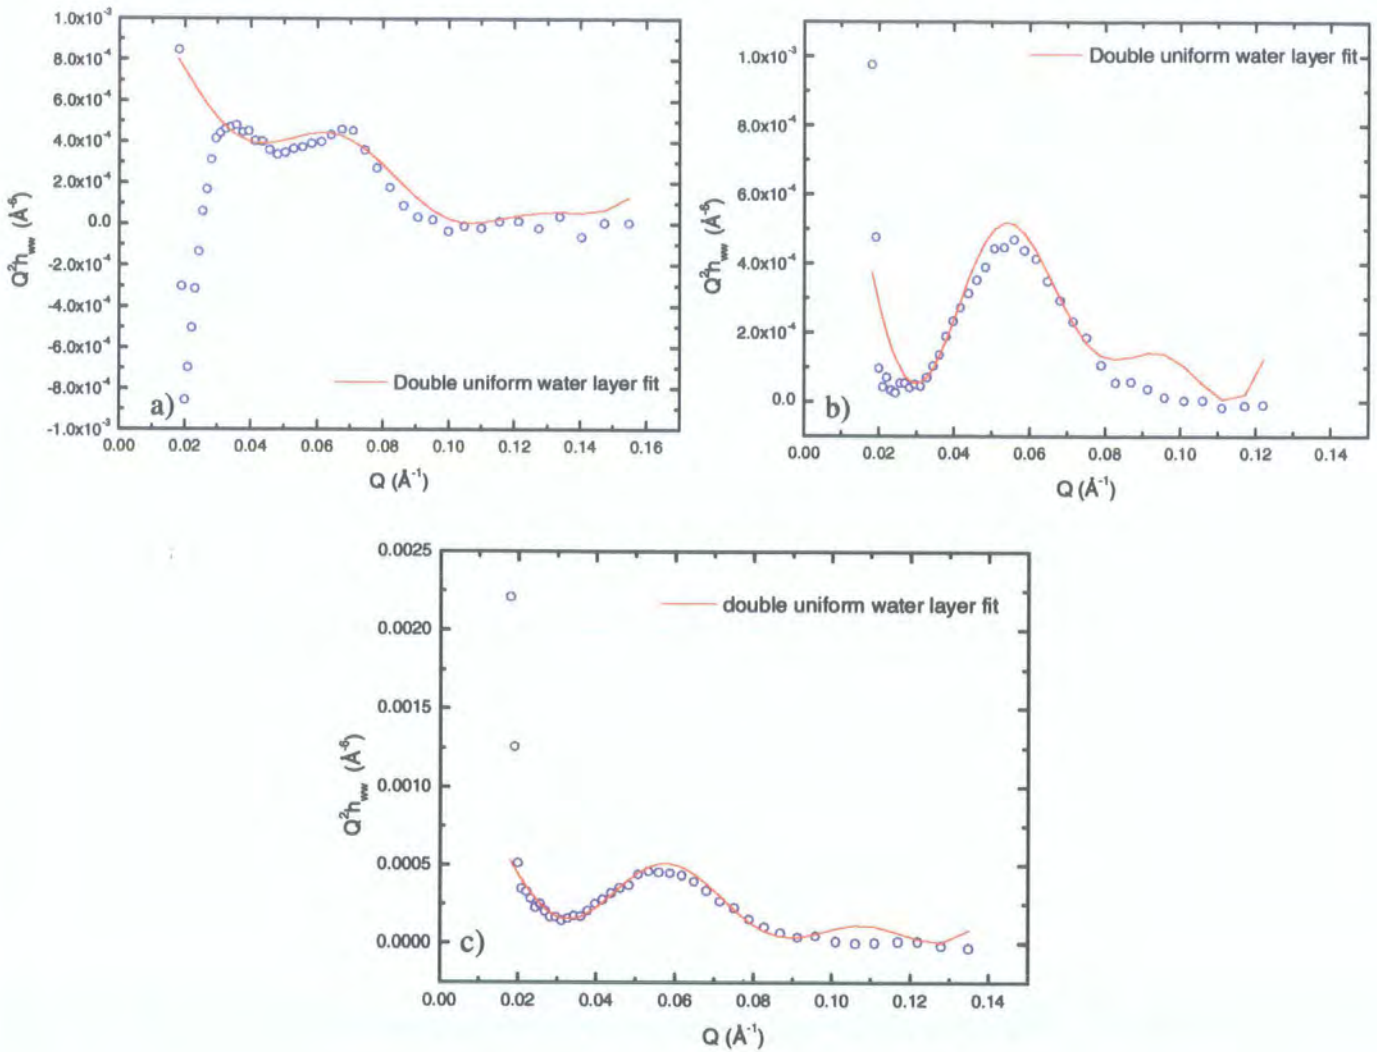 1.0x10⁻³
8.0x10⁻⁴
6.0x10⁻⁴
4.0x10⁻⁴
2.0x10⁻⁴
0.0
-2.0x10⁻⁴
-4.0x10⁻⁴
-6.0x10⁻⁴
-8.0x10⁻⁴
-1.0x10⁻³
Q²hww (Å⁻⁶)
Double uniform water layer fit
a)
0.00 0.02 0.04 0.06 0.08 0.10 0.12 0.14 0.16
Q (Å⁻¹)
1.0x10⁻³
8.0x10⁻⁴
6.0x10⁻⁴
4.0x10⁻⁴
2.0x10⁻⁴
0.0
Q²hww (Å⁻⁶)
Double uniform water layer fit
b)
0.00 0.02 0.04 0.06 0.08 0.10 0.12 0.14
Q (Å⁻¹)
0.0025
0.0020
0.0015
0.0010
0.0005
0.0000
Q²hww (Å⁻⁶)
double uniform water layer fit
c)
0.00 0.02 0.04 0.06 0.08 0.10 0.12 0.14
Q (Å⁻¹)